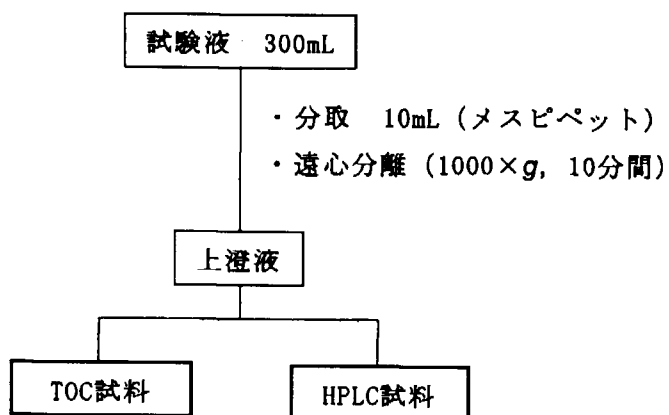 試験液 300mL
・分取 10mL（メスピペット）
・遠心分離（1000×g, 10分間）
上澄液
TOC試料
HPLC試料